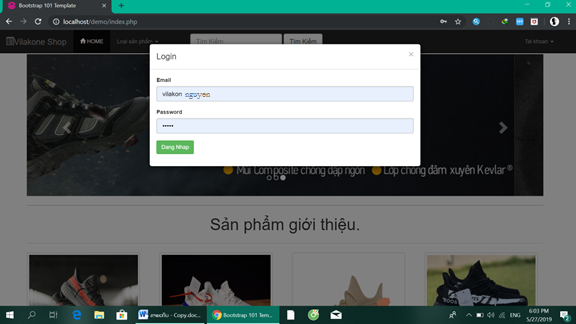 Bootstrap 101 Template
localhost/demo/index.php
Vilakone Shop
HOME
Loại sản phẩm
Tìm Kiếm
Tìm Kiếm
Tài khoản
Login
×
Email
vilakon nguyen
Password
•••••
Dang Nhap
Mũi Composite chống dập ngón
Lớp chống đâm xuyên Kevlar®
Sản phẩm giới thiệu.
- Copy.doc...
Bootstrap 101 Tem...
ENG
6:03 PM
5/27/2019